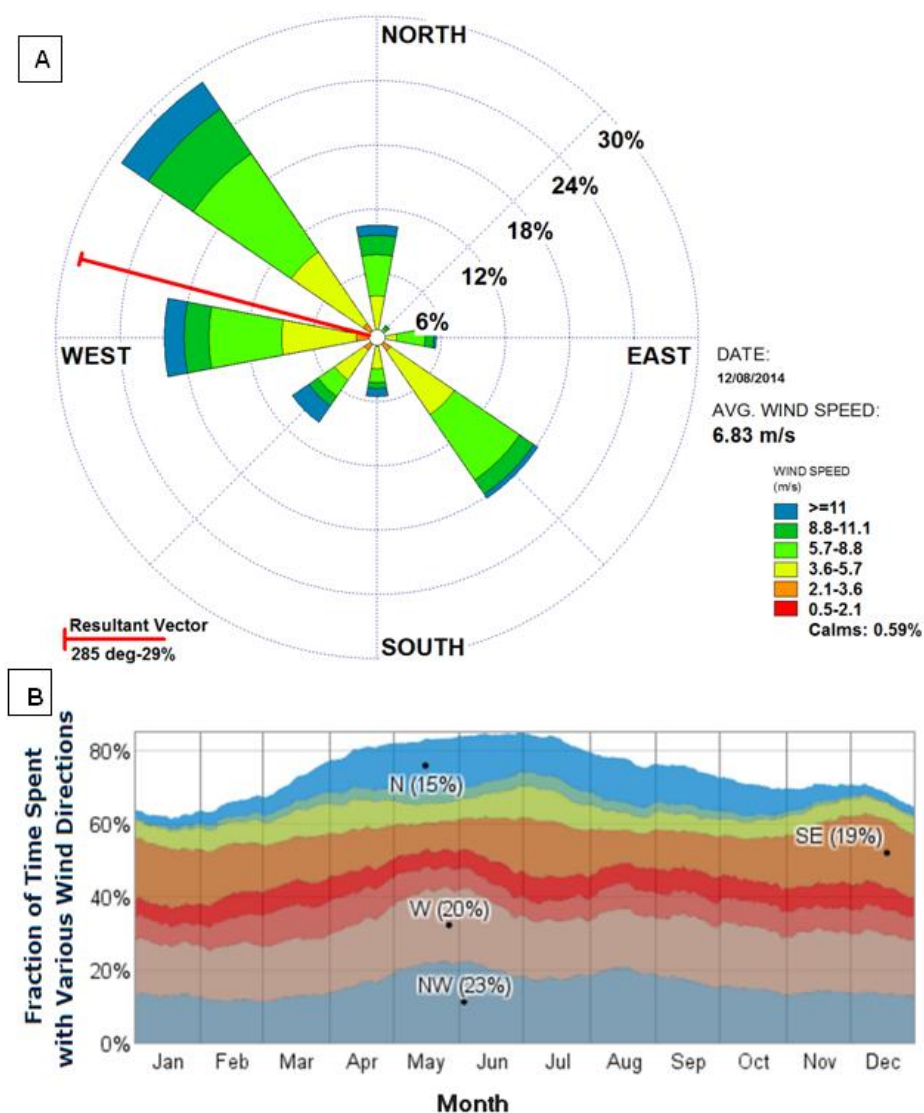 A
NORTH
30%
24%
18%
12%
6%
WEST
EAST
SOUTH
DATE:
12/08/2014
AVG. WIND SPEED:
6.83 m/s
WIND SPEED
(m/s)
>=11
8.8-11.1
5.7-8.8
3.6-5.7
2.1-3.6
0.5-2.1
Calms: 0.59%
Resultant Vector
285 deg-29%
B
Fraction of Time Spent
with Various Wind Directions
80%
60%
40%
20%
0%
N (15%)
SE (19%)
W (20%)
NW (23%)
Jan Feb Mar Apr May Jun Jul Aug Sep Oct Nov Dec
Month